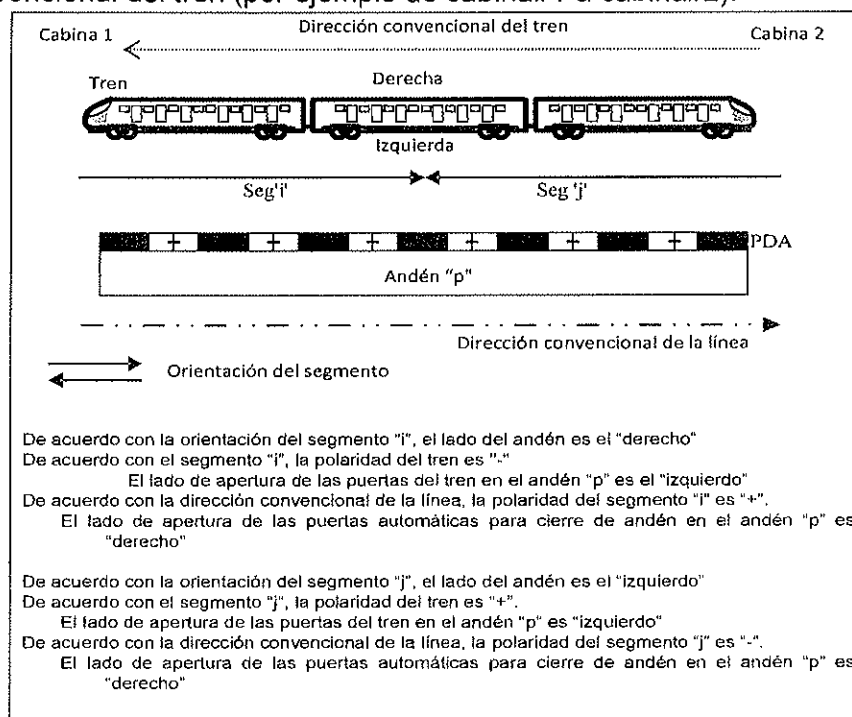 Cabina 1 Dirección convencional del tren Cabina 2
Tren Derecha
Izquierda
Seg'i' Seg 'j'
+ + + + + + PDA
Andén "p"
Dirección convencional de la línea
Orientación del segmento
De acuerdo con la orientación del segmento "i", el lado del andén es el "derecho"
De acuerdo con el segmento "i", la polaridad del tren es "-"
El lado de apertura de las puertas del tren en el andén "p" es el "izquierdo"
De acuerdo con la dirección convencional de la línea, la polaridad del segmento "i" es "+".
El lado de apertura de las puertas automáticas para cierre de andén en el andén "p" es
"derecho"
De acuerdo con la orientación del segmento "j", el lado del andén es el "izquierdo"
De acuerdo con el segmento "j", la polaridad del tren es "+".
El lado de apertura de las puertas del tren en el andén "p" es "izquierdo"
De acuerdo con la dirección convencional de la línea, la polaridad del segmento "j" es "-".
El lado de apertura de las puertas automáticas para cierre de andén en el andén "p" es
"derecho"